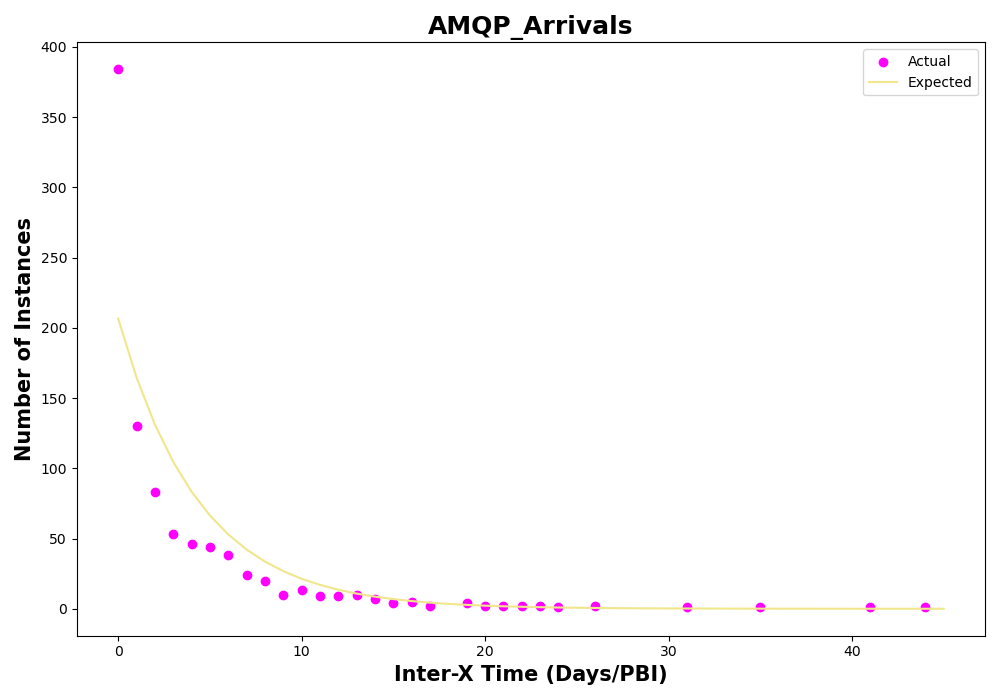 AMQP_Arrivals
Actual
Expected
Number of Instances
400
350
300
250
200
150
100
50
0
0 10 20 30 40
Inter-X Time (Days/PBI)